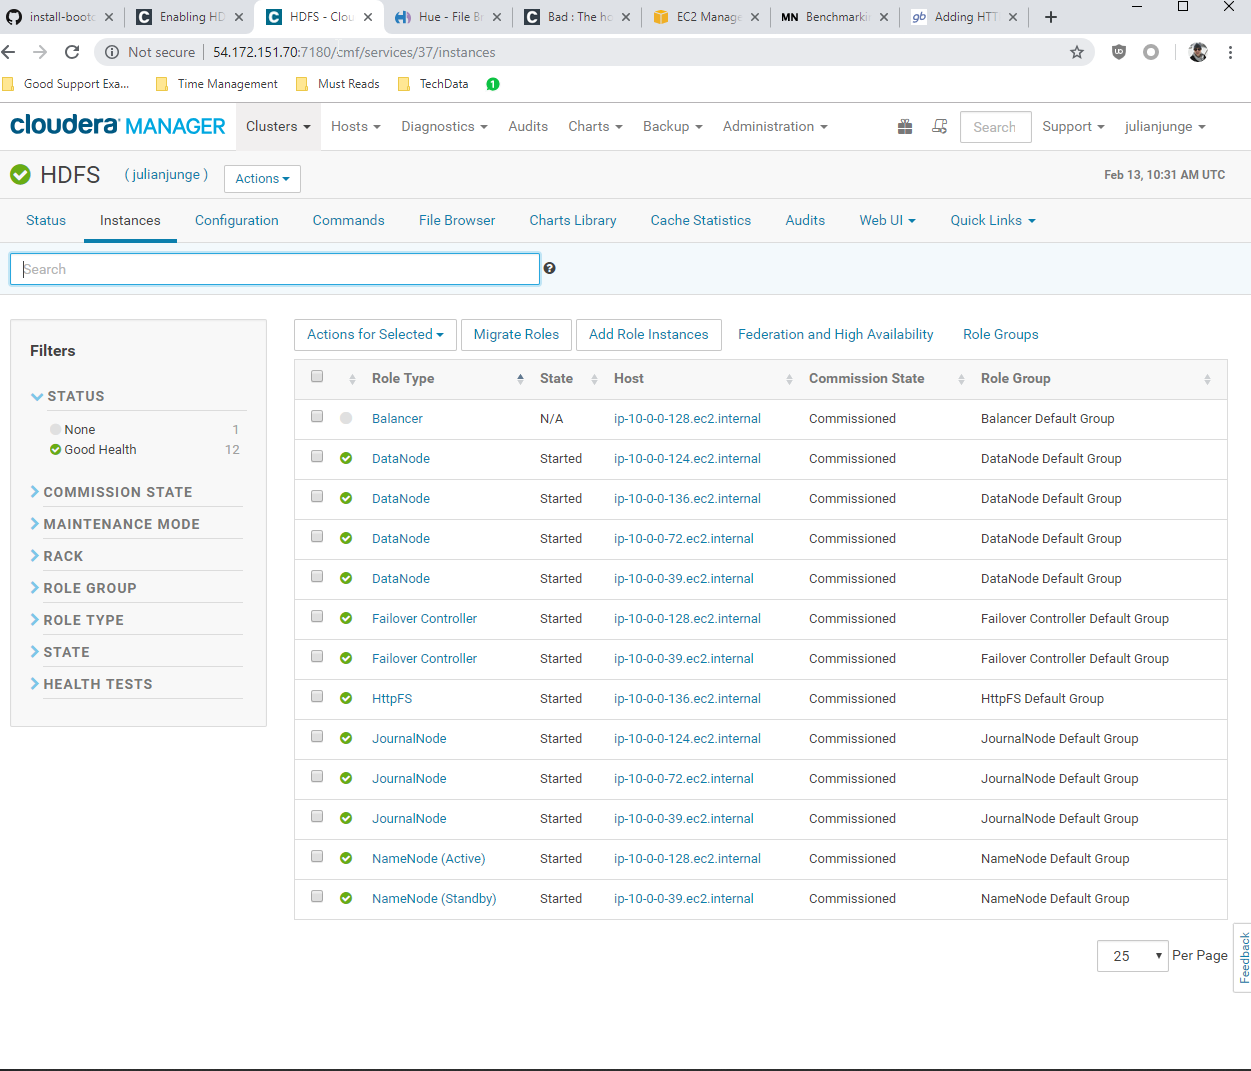 install-bootc
Enabling HD
HDFS - Clou
Hue - File Br
Bad : The ho
EC2 Manage
MN Benchmarkin
gb Adding HTT
Not secure 54.172.151.70:7180/cmf/services/37/instances
Good Support Exa... Time Management Must Reads TechData 1
cloudera MANAGER Clusters Hosts Diagnostics Audits Charts Backup Administration Search Support julianjunge
HDFS ( julianjunge ) Actions Feb 13, 10:31 AM UTC
Status Instances Configuration Commands File Browser Charts Library Cache Statistics Audits Web UI Quick Links
Search ?
Filters
STATUS
None 1
Good Health 12
COMMISSION STATE
MAINTENANCE MODE
RACK
ROLE GROUP
ROLE TYPE
STATE
HEALTH TESTS
Actions for Selected Migrate Roles Add Role Instances Federation and High Availability Role Groups
Role Type State Host Commission State Role Group
Balancer N/A ip-10-0-0-128.ec2.internal Commissioned Balancer Default Group
DataNode Started ip-10-0-0-124.ec2.internal Commissioned DataNode Default Group
DataNode Started ip-10-0-0-136.ec2.internal Commissioned DataNode Default Group
DataNode Started ip-10-0-0-72.ec2.internal Commissioned DataNode Default Group
DataNode Started ip-10-0-0-39.ec2.internal Commissioned DataNode Default Group
Failover Controller Started ip-10-0-0-128.ec2.internal Commissioned Failover Controller Default Group
Failover Controller Started ip-10-0-0-39.ec2.internal Commissioned Failover Controller Default Group
HttpFS Started ip-10-0-0-136.ec2.internal Commissioned HttpFS Default Group
JournalNode Started ip-10-0-0-124.ec2.internal Commissioned JournalNode Default Group
JournalNode Started ip-10-0-0-72.ec2.internal Commissioned JournalNode Default Group
JournalNode Started ip-10-0-0-39.ec2.internal Commissioned JournalNode Default Group
NameNode (Active) Started ip-10-0-0-128.ec2.internal Commissioned NameNode Default Group
NameNode (Standby) Started ip-10-0-0-39.ec2.internal Commissioned NameNode Default Group
25 Per Page
Feedback